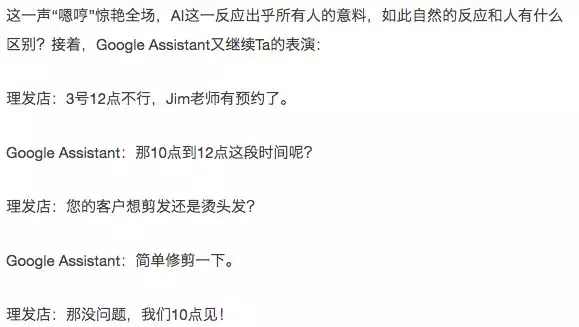 这一声“嗯哼”惊艳全场，AI这一反应出乎所有人的意料，如此自然的反应和人有什么
区别？接着，Google Assistant又继续Ta的表演：
理发店：3号12点不行，Jim老师有预约了。
Google Assistant：那10点到12点这段时间呢？
理发店：您的客户想剪发还是烫头发？
Google Assistant：简单修剪一下。
理发店：那没问题，我们10点见！